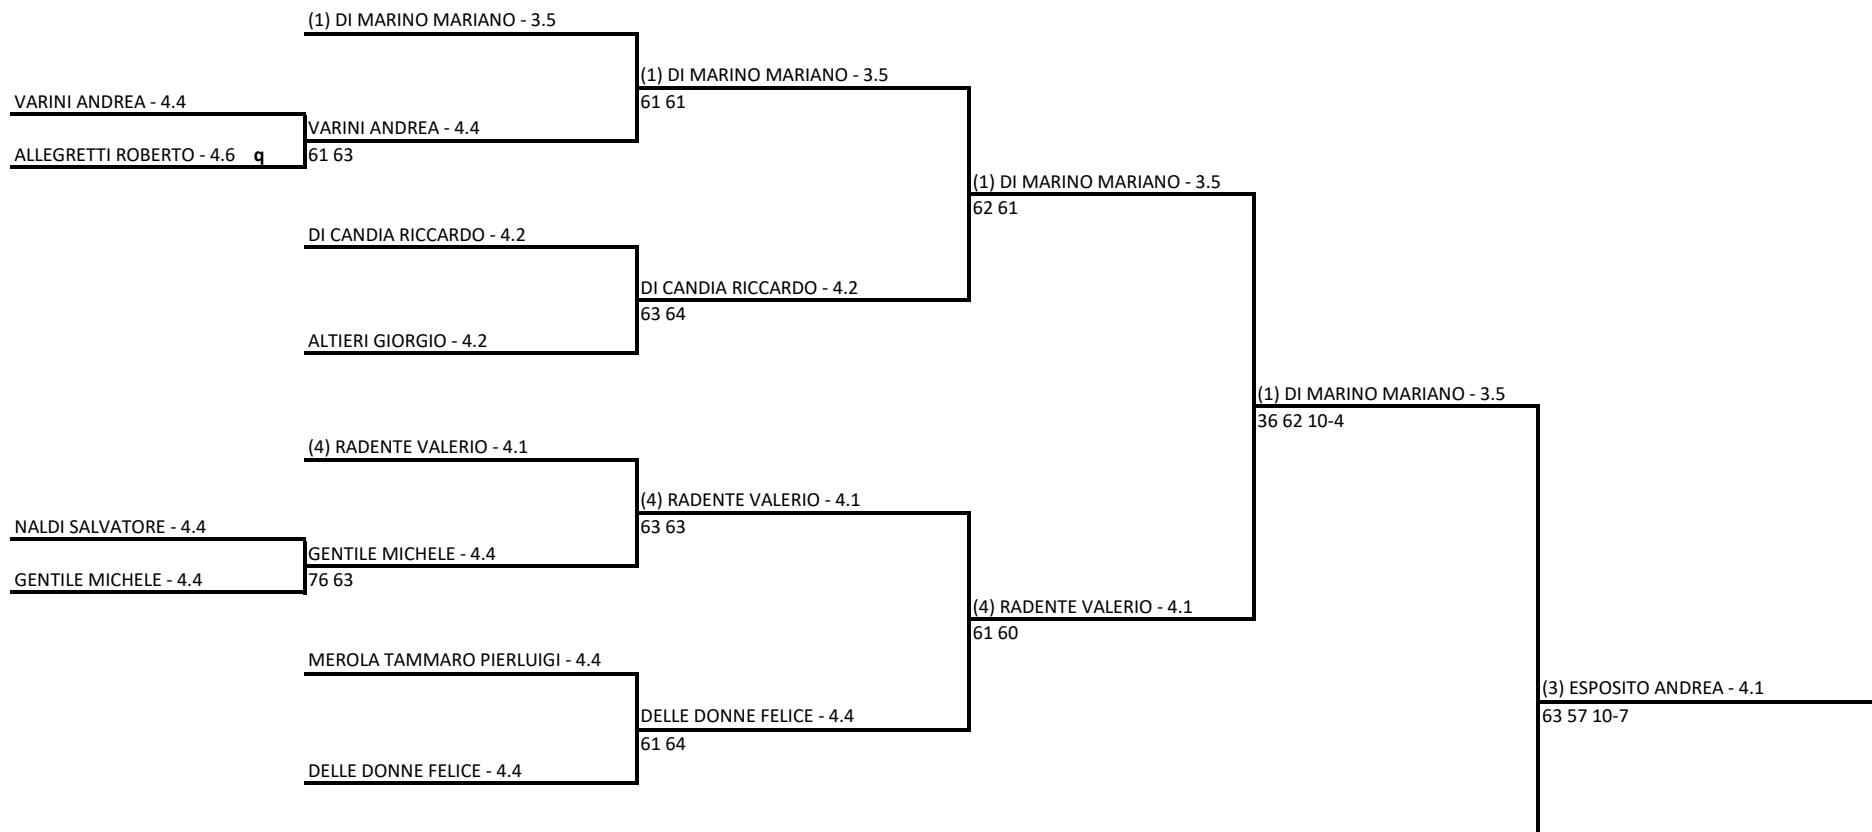 (1) DI MARINO MARIANO - 3.5
(1) DI MARINO MARIANO - 3.5
61 61
VARINI ANDREA - 4.4
VARINI ANDREA - 4.4
ALLEGRETTI ROBERTO - 4.6 q
61 63
(1) DI MARINO MARIANO - 3.5
62 61
DI CANDIA RICCARDO - 4.2
DI CANDIA RICCARDO - 4.2
63 64
ALTIERI GIORGIO - 4.2
(1) DI MARINO MARIANO - 3.5
36 62 10-4
(4) RADENTE VALERIO - 4.1
(4) RADENTE VALERIO - 4.1
63 63
NALDI SALVATORE - 4.4
GENTILE MICHELE - 4.4
GENTILE MICHELE - 4.4
76 63
(4) RADENTE VALERIO - 4.1
61 60
MEROLA TAMMARO PIERLUIGI - 4.4
(3) ESPOSITO ANDREA - 4.1
63 57 10-7
DELLE DONNE FELICE - 4.4
61 64
DELLE DONNE FELICE - 4.4